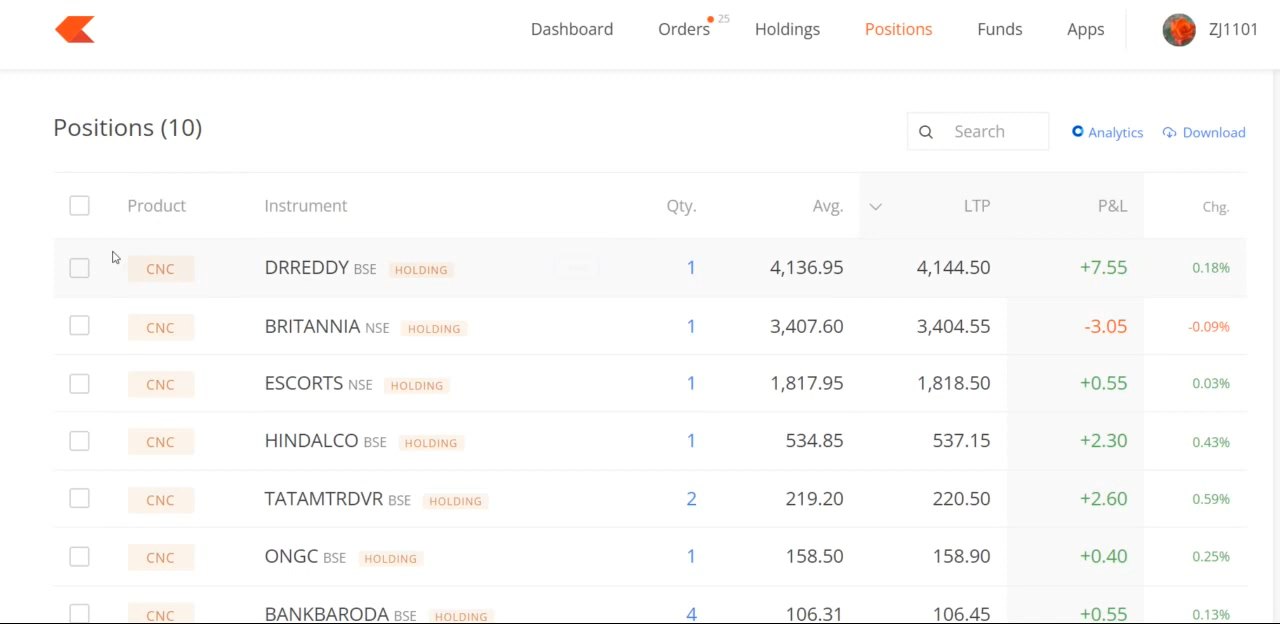 Dashboard Orders 25 Holdings Positions Funds Apps ZJ1101
Positions (10) Search Analytics Download
Product Instrument Qty. Avg. LTP P&L Chg.
CNC DRREDDY BSE HOLDING 1 4,136.95 4,144.50 +7.55 0.18%
CNC BRITANNIA NSE HOLDING 1 3,407.60 3,404.55 -3.05 -0.09%
CNC ESCORTS NSE HOLDING 1 1,817.95 1,818.50 +0.55 0.03%
CNC HINDALCO BSE HOLDING 1 534.85 537.15 +2.30 0.43%
CNC TATAMTRDVR BSE HOLDING 2 219.20 220.50 +2.60 0.59%
CNC ONGC BSE HOLDING 1 158.50 158.90 +0.40 0.25%
CNC BANKBARODA BSE HOLDING 4 106.31 106.45 +0.55 0.13%